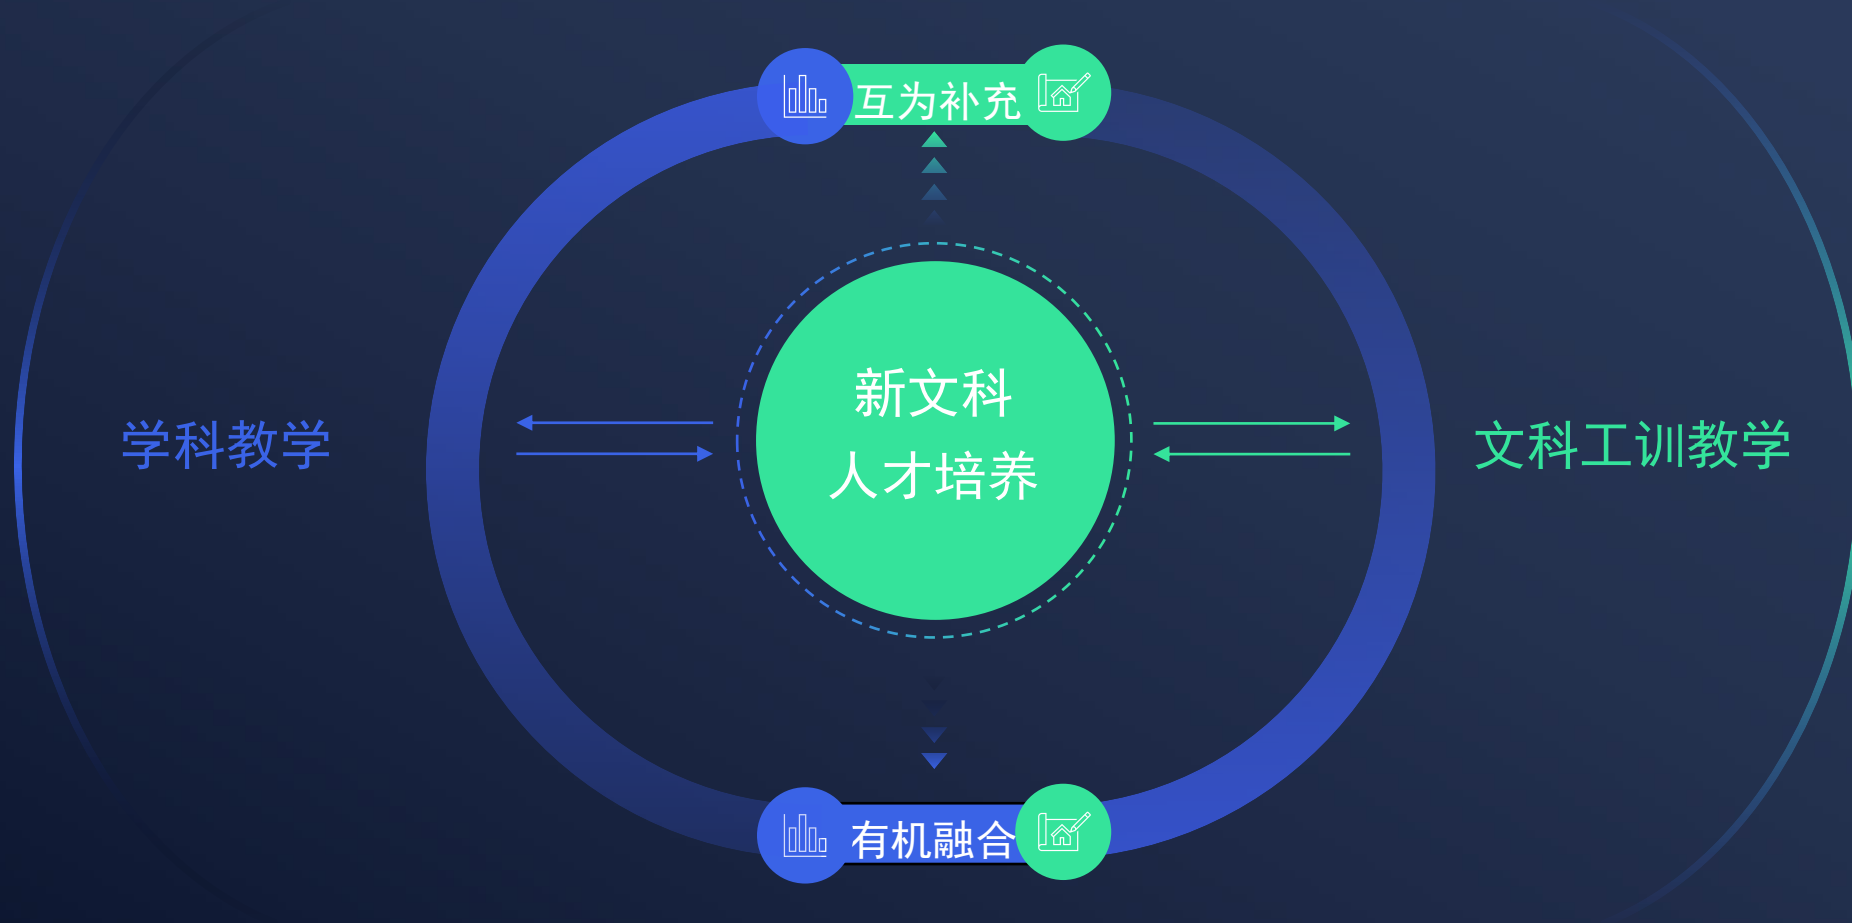 互为补充
新文科
人才培养
学科教学
文科工训教学
有机融合